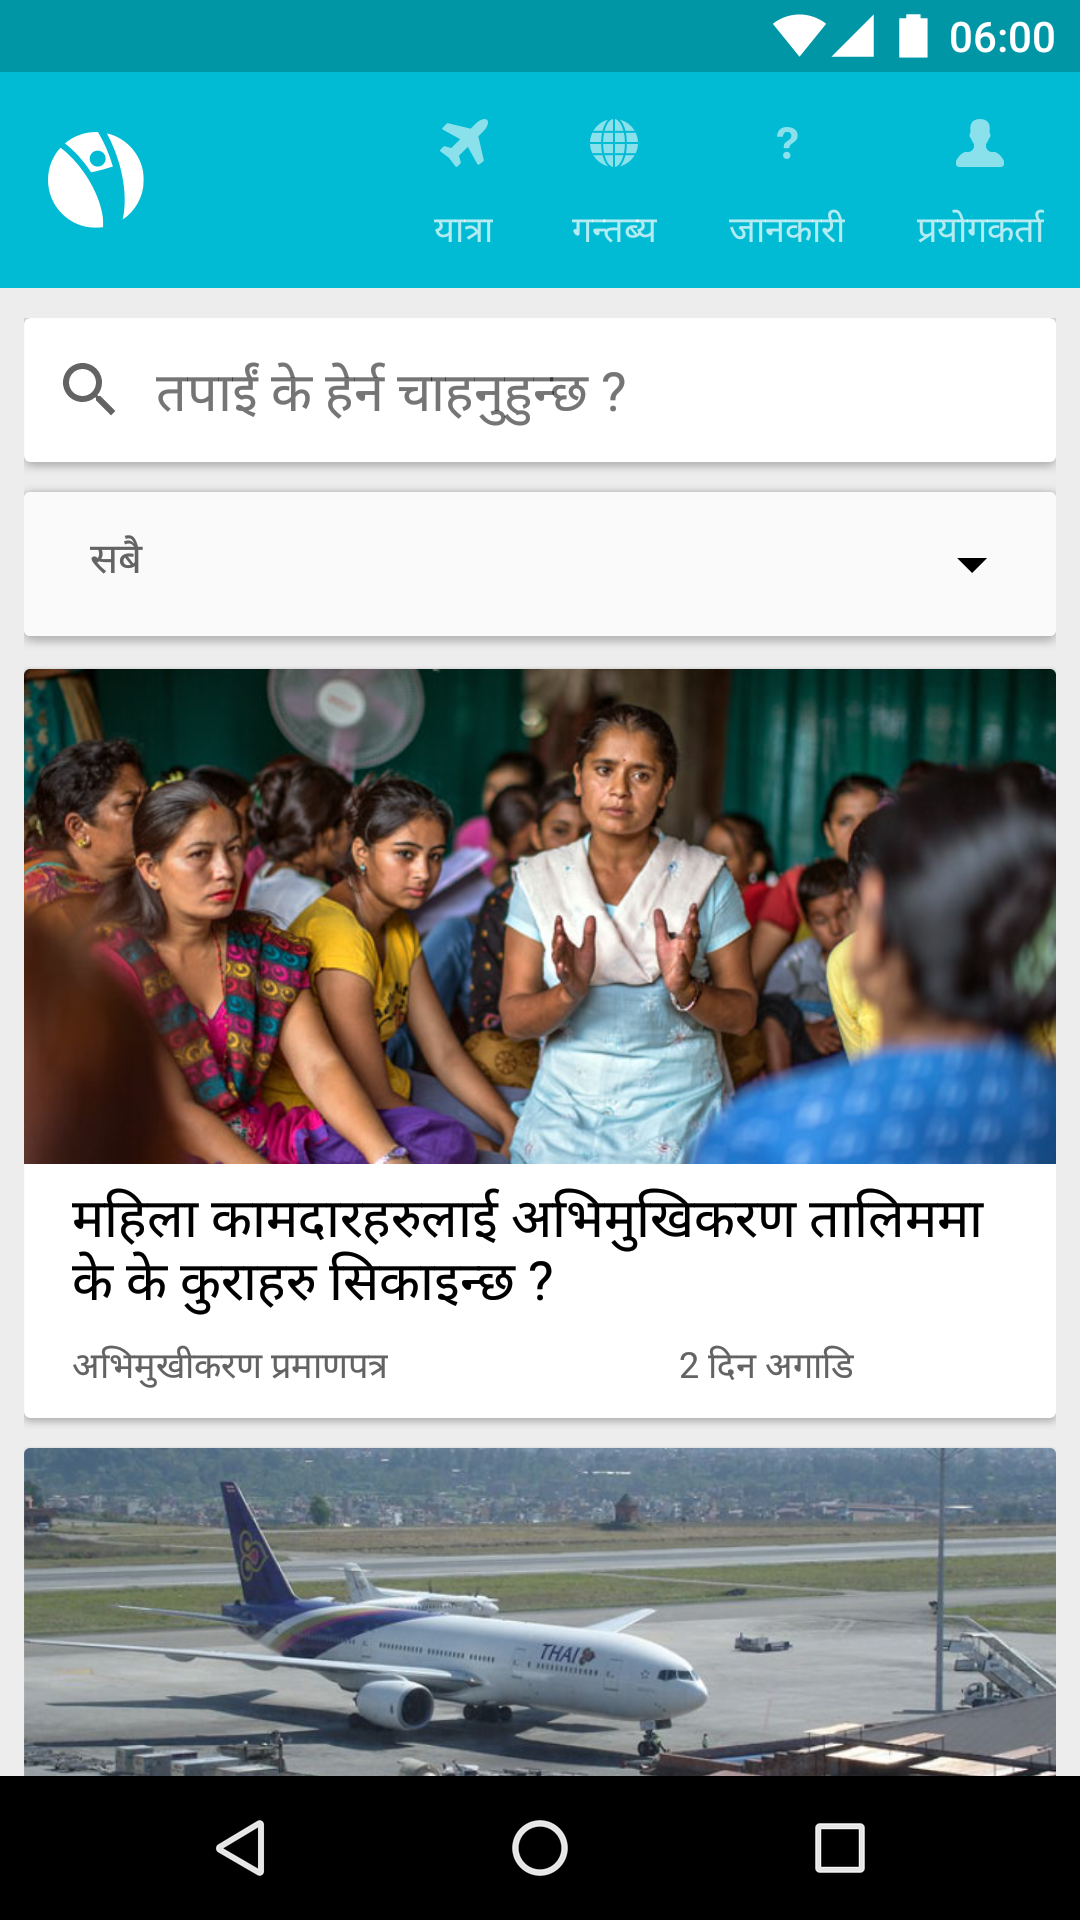 06:00
?
यात्रा गन्तब्य जानकारी प्रयोगकर्ता
तपाईं के हेर्न चाहनुहुन्छ ?
सबै
महिला कामदारहरुलाई अभिमुखिकरण तालिममा
के के कुराहरु सिकाइन्छ ?
अभिमुखीकरण प्रमाणपत्र 2 दिन अगाडि
THAI